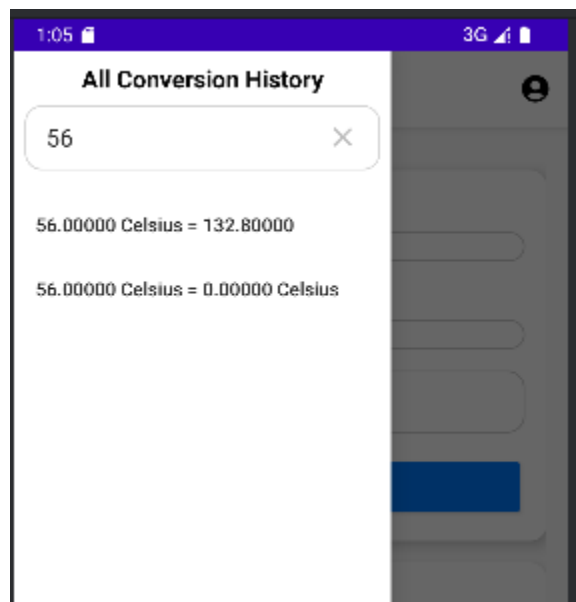 1:05 3G
All Conversion History
56
56.00000 Celsius = 132.80000
56.00000 Celsius = 0.00000 Celsius